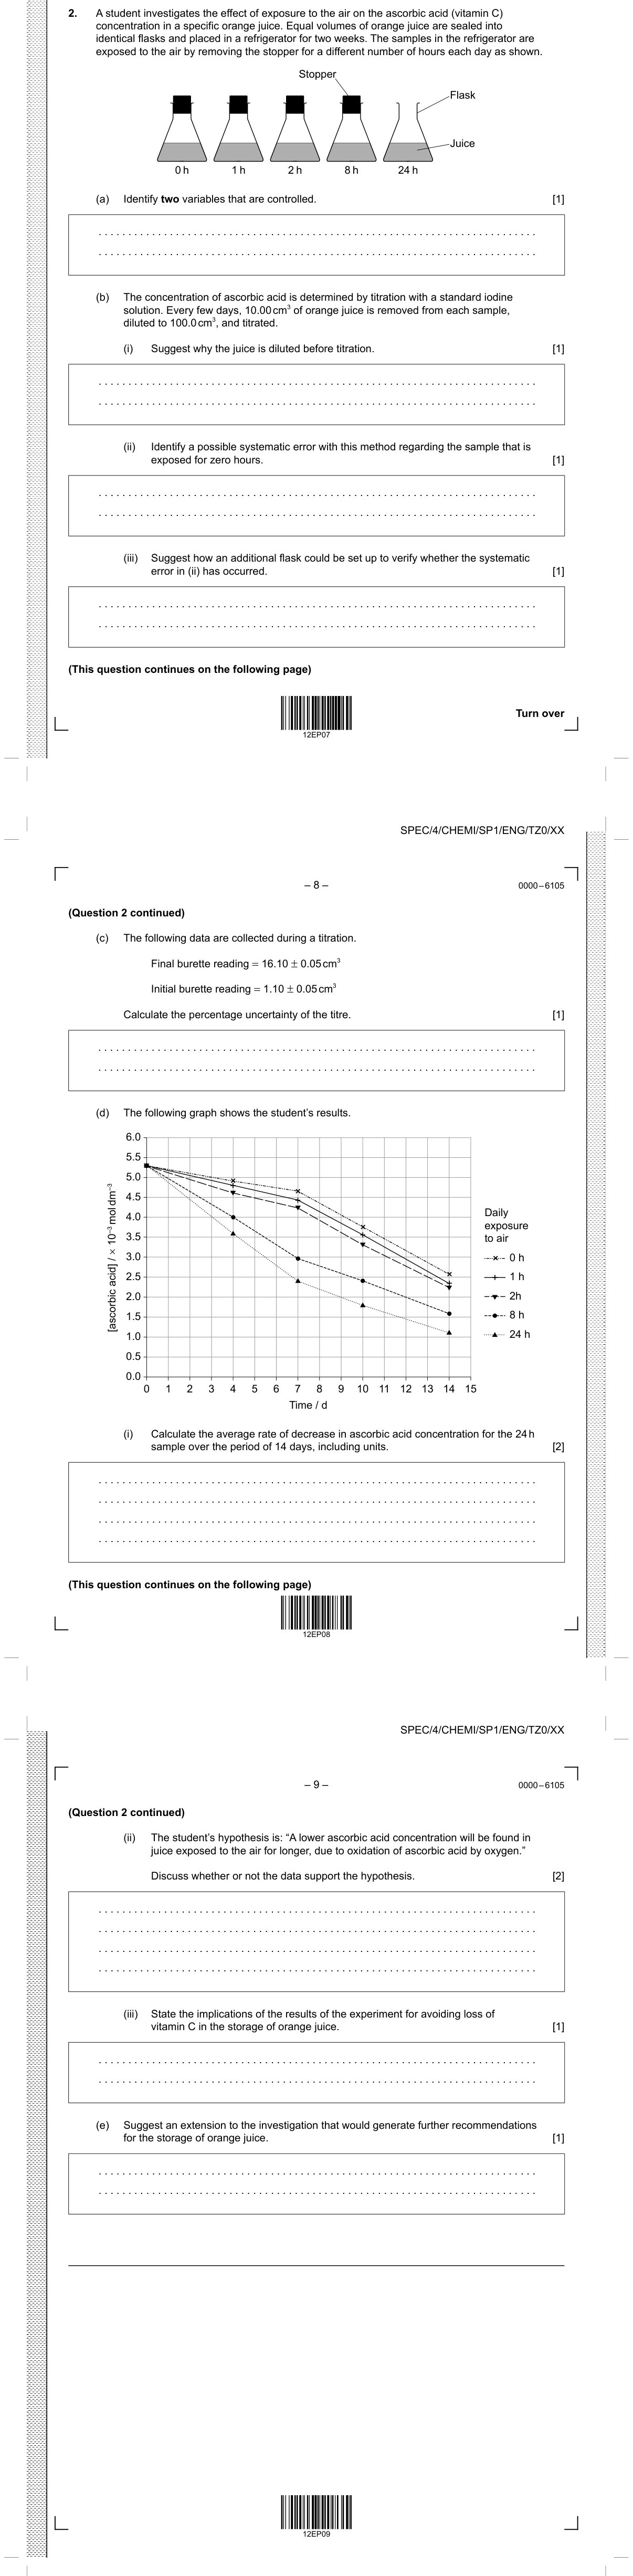 2. A student investigates the effect of exposure to the air on the ascorbic acid (vitamin C)
concentration in a specific orange juice. Equal volumes of orange juice are sealed into
identical flasks and placed in a refrigerator for two weeks. The samples in the refrigerator are
exposed to the air by removing the stopper for a different number of hours each day as shown.
Stopper
Flask
Juice
0 h 1 h 2 h 8 h 24 h
(a) Identify two variables that are controlled. [1]
(b) The concentration of ascorbic acid is determined by titration with a standard iodine
solution. Every few days, 10.00 cm³ of orange juice is removed from each sample,
diluted to 100.0 cm³, and titrated.
(i) Suggest why the juice is diluted before titration. [1]
(ii) Identify a possible systematic error with this method regarding the sample that is
exposed for zero hours. [1]
(iii) Suggest how an additional flask could be set up to verify whether the systematic
error in (ii) has occurred. [1]
(This question continues on the following page)
Turn over
12EP07
SPEC/4/CHEMI/SP1/ENG/TZ0/XX
– 8 – 0000–6105
(Question 2 continued)
(c) The following data are collected during a titration.
Final burette reading = 16.10 ± 0.05 cm³
Initial burette reading = 1.10 ± 0.05 cm³
Calculate the percentage uncertainty of the titre. [1]
(d) The following graph shows the student's results.
[ascorbic acid] / × 10⁻³ mol dm⁻³
6.0
5.5
5.0
4.5
4.0
3.5
3.0
2.5
2.0
1.5
1.0
0.5
0.0
0 1 2 3 4 5 6 7 8 9 10 11 12 13 14 15
Time / d
Daily
exposure
to air
0 h
1 h
2h
8 h
24 h
(i) Calculate the average rate of decrease in ascorbic acid concentration for the 24 h
sample over the period of 14 days, including units. [2]
(This question continues on the following page)
12EP08
SPEC/4/CHEMI/SP1/ENG/TZ0/XX
– 9 – 0000–6105
(Question 2 continued)
(ii) The student's hypothesis is: "A lower ascorbic acid concentration will be found in
juice exposed to the air for longer, due to oxidation of ascorbic acid by oxygen."
Discuss whether or not the data support the hypothesis. [2]
(iii) State the implications of the results of the experiment for avoiding loss of
vitamin C in the storage of orange juice. [1]
(e) Suggest an extension to the investigation that would generate further recommendations
for the storage of orange juice. [1]
12EP09